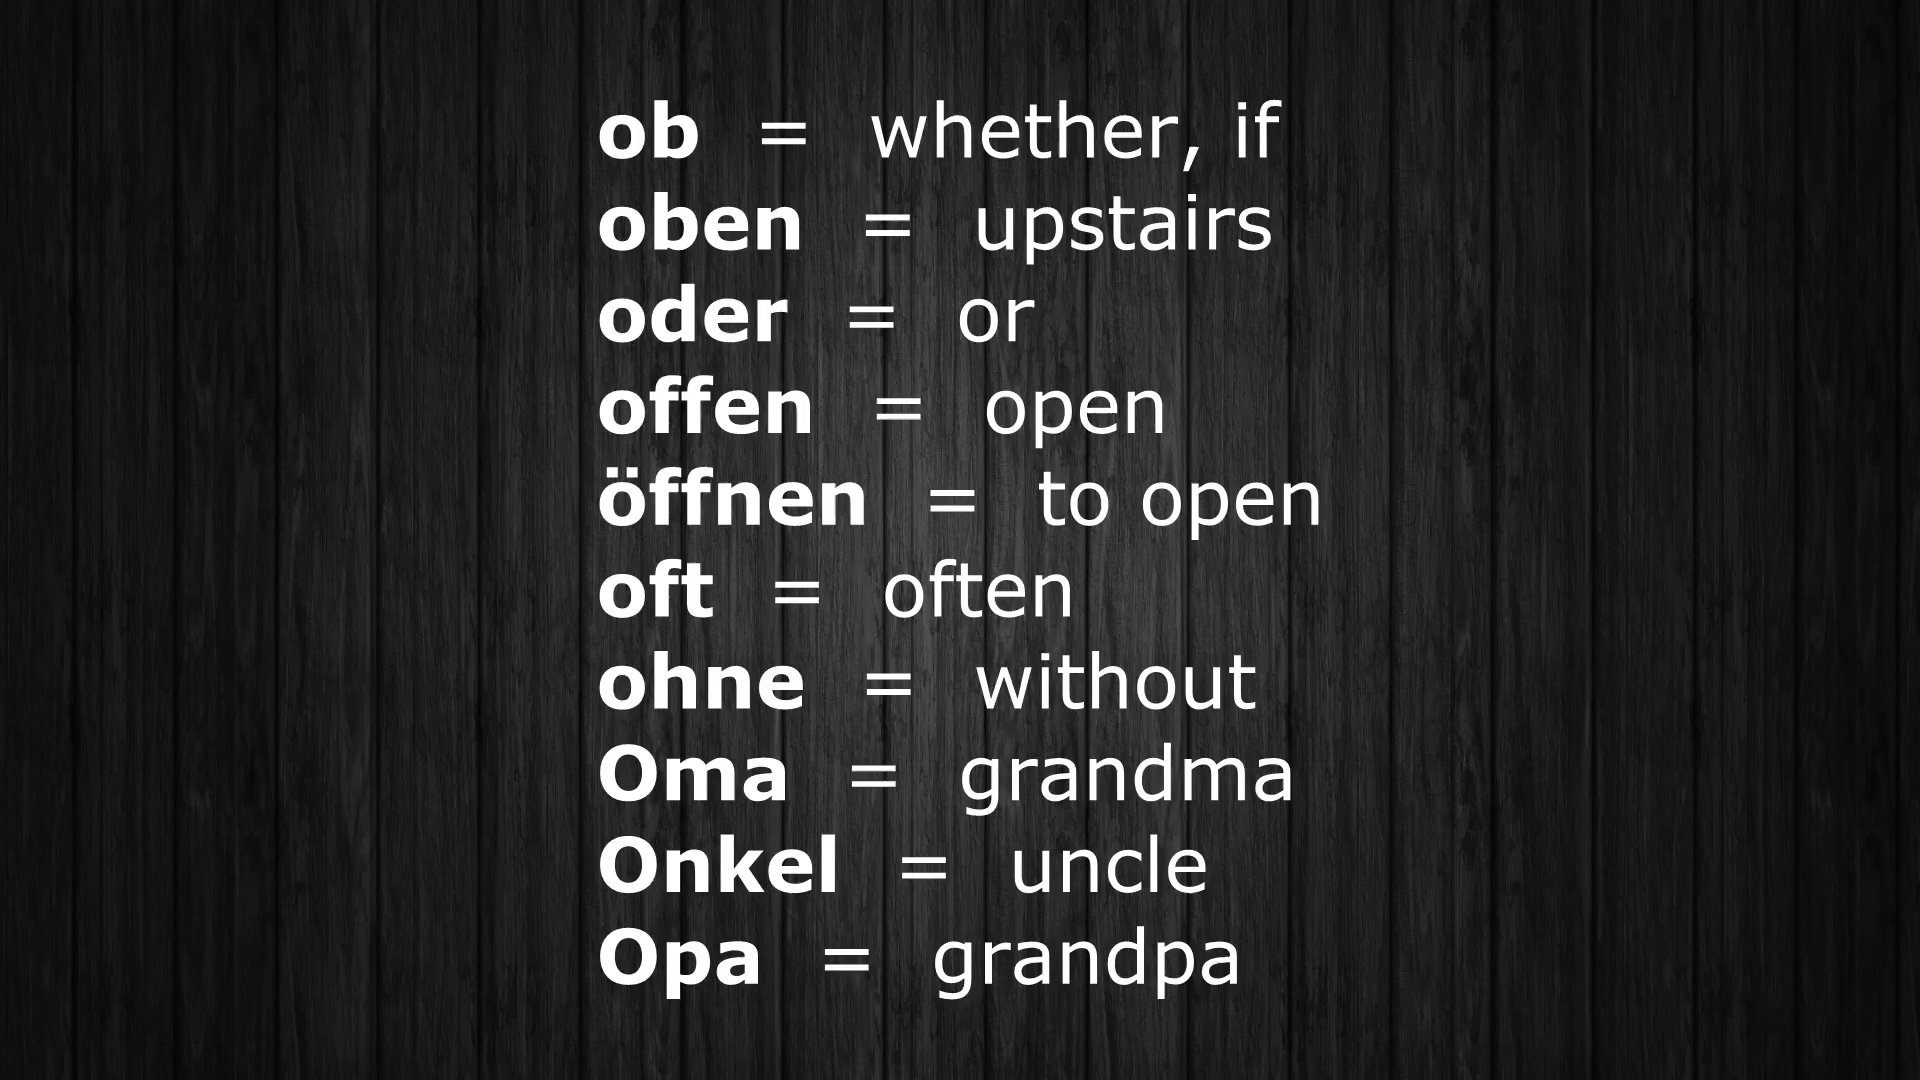 ob = whether, if
oben = upstairs
oder = or
offen = open
öffnen = to open
oft = often
ohne = without
Oma = grandma
Onkel = uncle
Opa = grandpa